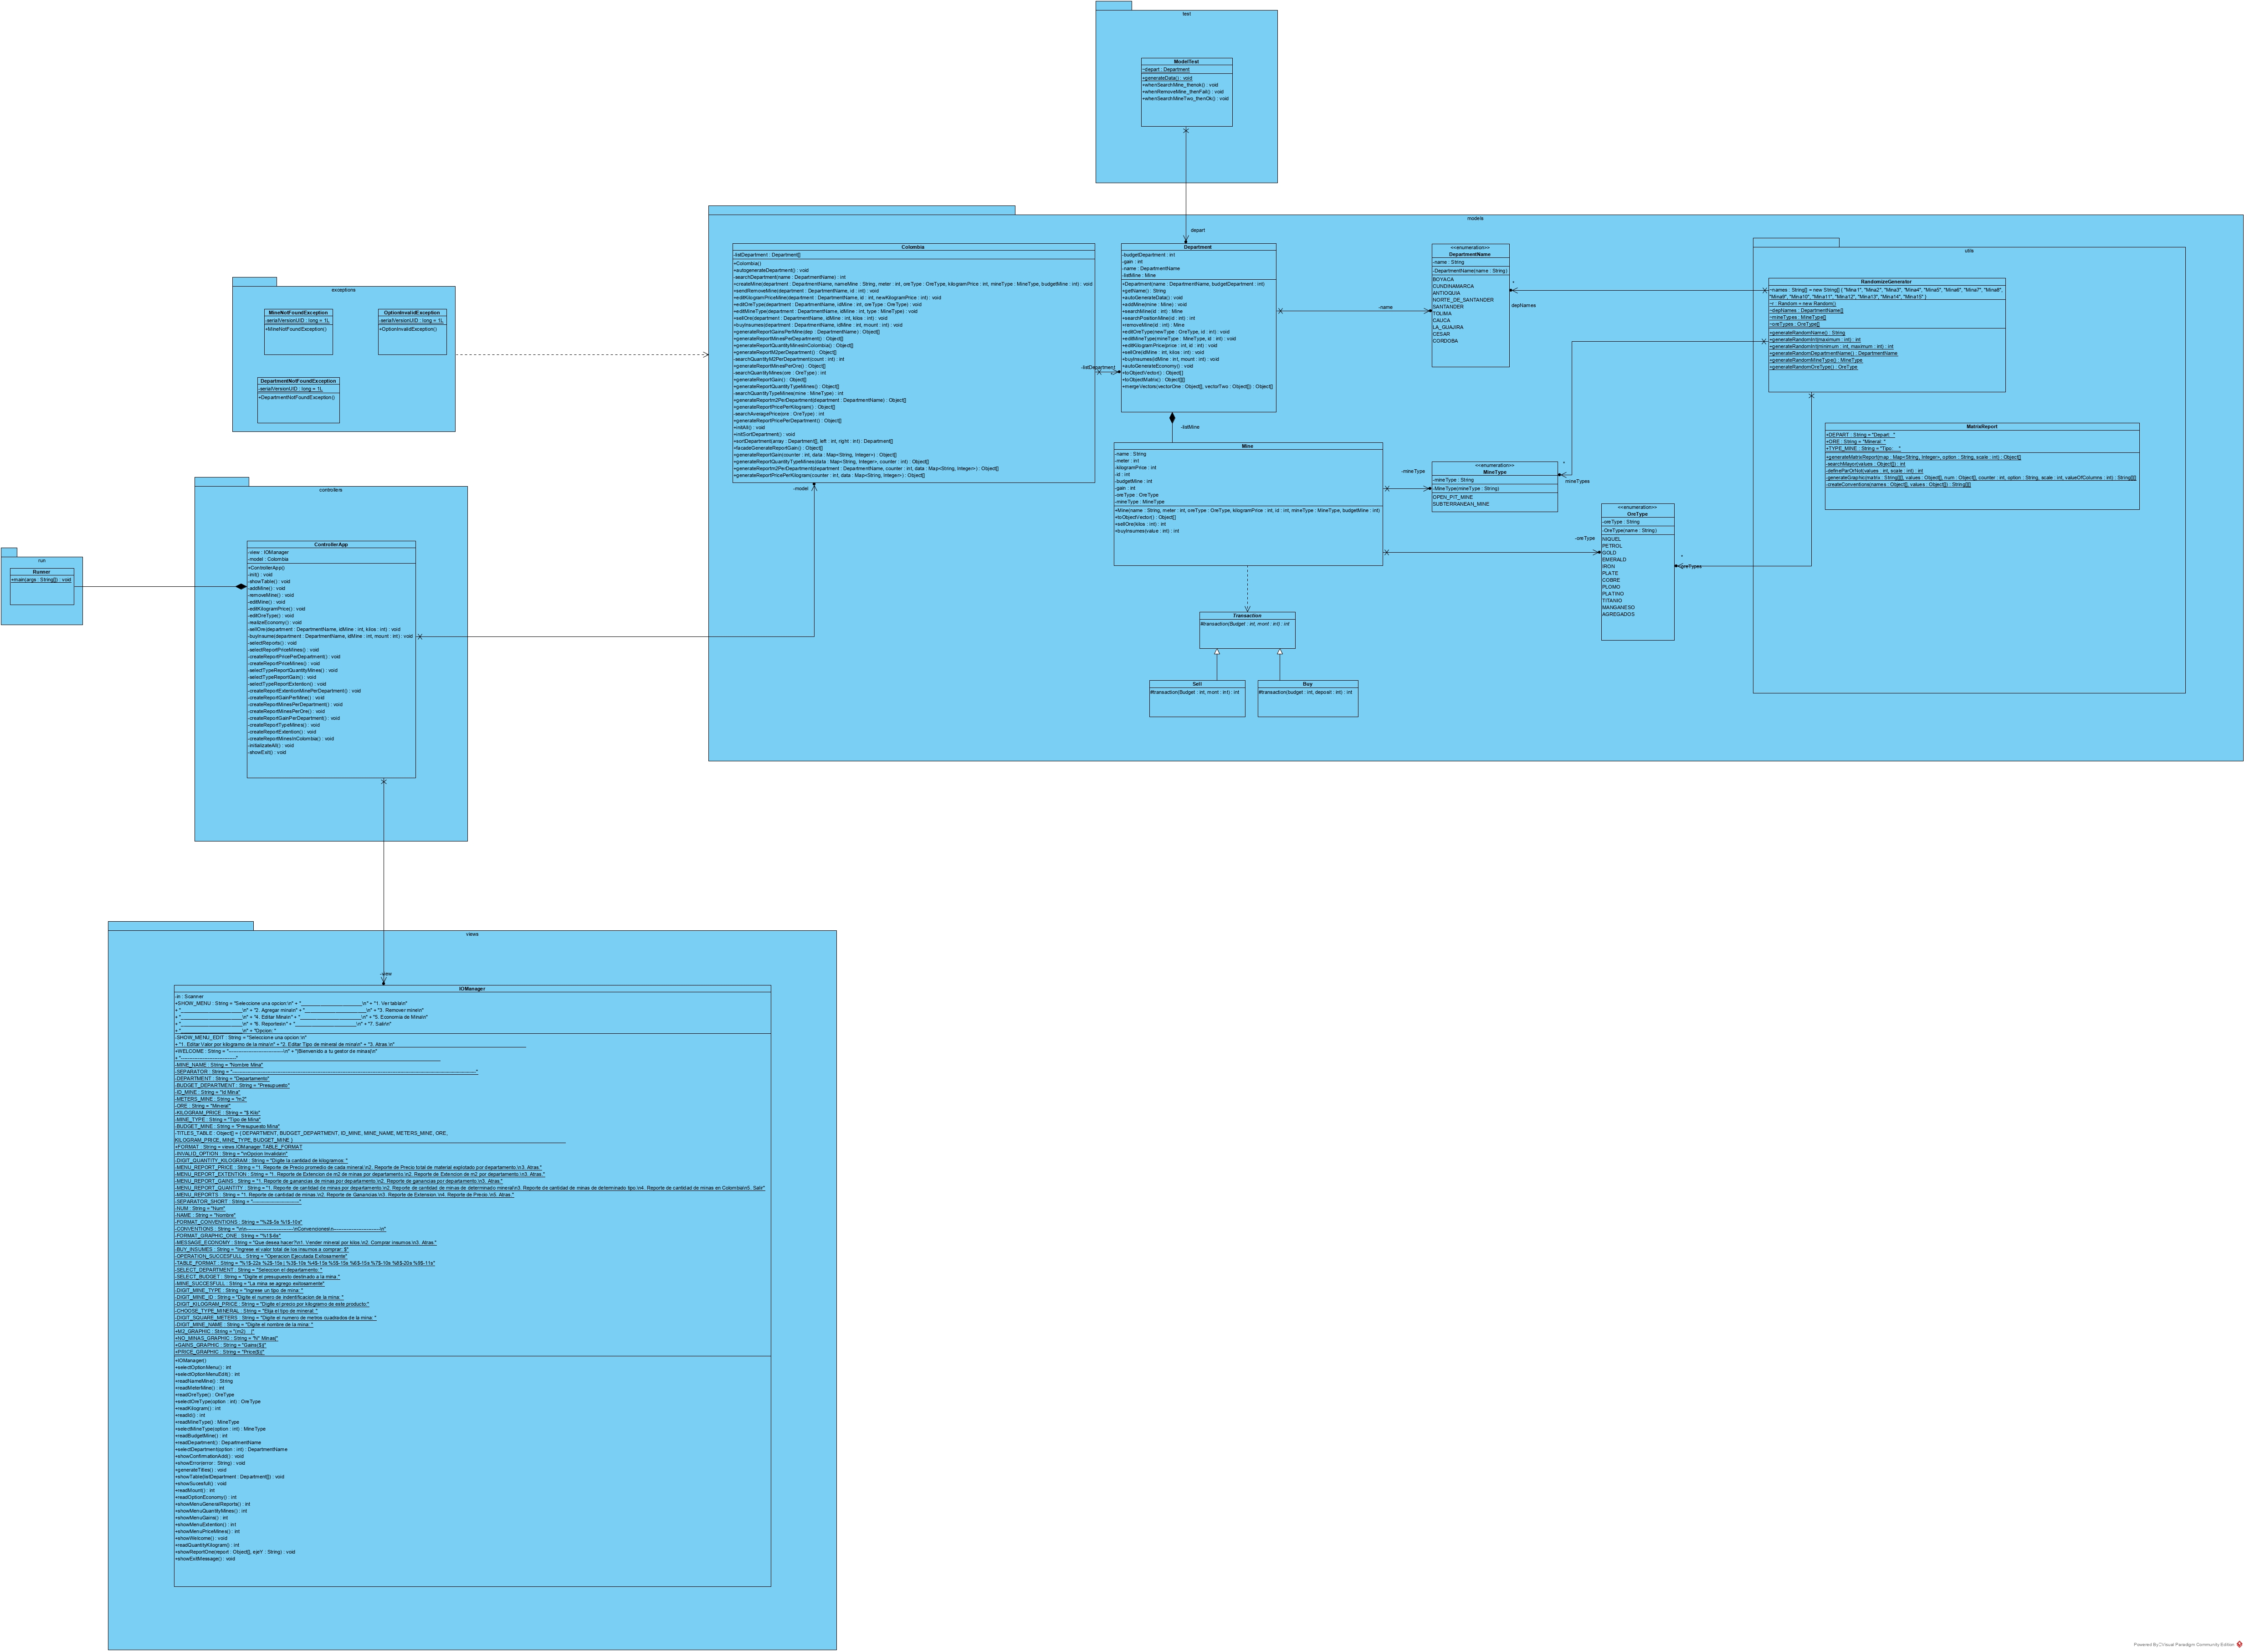 test
ModelTest
~depart : Department
+generateData() : void
+whenSearchMine_thenok() : void
+whenRemoveMine_thenFail() : void
+whenSearchMineTwo_thenOk() : void
depart
models
Colombia
-listDepartment : Department[]
+Colombia()
+autogenerateDepartment() : void
-searchDepartment(name : DepartmentName) : int
+createMine(department : DepartmentName, nameMine : String, meter : int, oreType : OreType, kilogramPrice : int, mineType : MineType, budgetMine : int) : void
+sendRemoveMine(department : DepartmentName, id : int) : void
+editKilogramPriceMine(department : DepartmentName, id : int, newKilogramPrice : int) : void
+editOreType(department : DepartmentName, idMine : int, oreType : OreType) : void
+editMineType(department : DepartmentName, idMine : int, type : MineType) : void
+sellOre(department : DepartmentName, idMine : int, kilos : int) : void
+buyInsumes(department : DepartmentName, idMine : int, mount : int) : void
+generateReportGainsPerMine(dep : DepartmentName) : Object[]
+generateReportMinesPerDepartment() : Object[]
+generateReportQuantityMinesInColombia() : Object[]
+generateReportM2perDepartment() : Object[]
-searchQuantityM2PerDepartment(count : int) : int
+generateReportMinesPerOre() : Object[]
-searchQuantityMines(ore : OreType) : int
+generateReportGain() : Object[]
+generateReportQuantityTypeMines() : Object[]
-searchQuantityTypeMines(mine : MineType) : int
+generateReportm2PerDepartment(department : DepartmentName) : Object[]
+generateReportPricePerKilogram() : Object[]
-searchAveragePrice(ore : OreType) : int
+generateReportPricePerDepartment() : Object[]
+initAll() : void
+initSortDepartment() : void
+sortDepartment(array : Department[], left : int, right : int) : Department[]
+facadeGenerateReportGain() : Object[]
+generateReportGain(counter : int, data : Map<String, Integer>) : Object[]
+generateReportQuantityTypeMines(data : Map<String, Integer>, counter : int) : Object[]
+generateReportm2PerDepartment(department : DepartmentName, counter : int, data : Map<String, Integer>) : Object[]
+generateReportPricePerKilogram(counter : int, data : Map<String, Integer>) : Object[]
-listDepartment
Department
-budgetDepartment : int
-gain : int
-name : DepartmentName
-listMine : Mine
+Department(name : DepartmentName, budgetDepartment : int)
+getName() : String
+autoGenerateData() : void
+addMine(mine : Mine) : void
+searchMine(id : int) : Mine
+searchPositionMine(id : int) : int
+removeMine(id : int) : Mine
+editOreType(newType : OreType, id : int) : void
+editMineType(mineType : MineType, id : int) : void
+editKilogramPrice(price : int, id : int) : void
+sellOre(idMine : int, kilos : int) : void
+buyInsumes(idMine : int, mount : int) : void
+autoGenerateEconomy() : void
+toObjectVector() : Object[]
+toObjectMatrix() : Object[][]
+mergeVectors(vectorOne : Object[], vectorTwo : Object[]) : Object[]
-name
<<enumeration>>
DepartmentName
-name : String
-DepartmentName(name : String)
BOYACA
CUNDINAMARCA
ANTIOQUIA
NORTE_DE_SANTANDER
SANTANDER
TOLIMA
CAUCA
LA_GUAJIRA
CESAR
CORDOBA
*
depNames
utils
RandomizeGenerator
~names : String[] = new String[] { "Mina1", "Mina2", "Mina3", "Mina4", "Mina5", "Mina6", "Mina7", "Mina8",
"Mina9", "Mina10", "Mina11", "Mina12", "Mina13", "Mina14", "Mina15" }
~r : Random = new Random()
~depNames : DepartmentName[]
~mineTypes : MineType[]
~oreTypes : OreType[]
+generateRandomName() : String
+generateRandomInt(maximum : int) : int
+generateRandomInt(minimum : int, maximum : int) : int
+generateRandomDepartmentName() : DepartmentName
+generateRandomMineType() : MineType
+generateRandomOreType() : OreType
MatrixReport
+DEPART : String = "Depart.: "
+ORE : String = "Mineral: "
+TYPE_MINE : String = "Tipo: "
+generateMatrixReport(map : Map<String, Integer>, option : String, scale : int) : Object[]
-searchMayor(values : Object[]) : int
-defineParOrNot(values : int, scale : int) : int
-generateGraphic(matrix : String[][], values : Object[], num : Object[], counter : int, option : String, scale : int, valueOfColumns : int) : String[][]
-createConventions(names : Object[], values : Object[]) : String[][]
-listMine
Mine
-name : String
-meter : int
-kilogramPrice : int
-id : int
-budgetMine : int
-gain : int
-oreType : OreType
-mineType : MineType
+Mine(name : String, meter : int, oreType : OreType, kilogramPrice : int, id : int, mineType : MineType, budgetMine : int)
+toObjectVector() : Object[]
+sellOre(kilos : int) : int
+buyInsumes(value : int) : int
-mineType
<<enumeration>>
MineType
-mineType : String
-MineType(mineType : String)
OPEN_PIT_MINE
SUBTERRANEAN_MINE
*
mineTypes
-oreType
<<enumeration>>
OreType
-oreType : String
-OreType(name : String)
NIQUEL
PETROL
GOLD
EMERALD
IRON
PLATE
COBRE
PLOMO
PLATINO
TITANIO
MANGANESO
AGREGADOS
*
oreTypes
Transaction
#transaction(Budget : int, mont : int) : int
Sell
#transaction(Budget : int, mont : int) : int
Buy
#transaction(budget : int, deposit : int) : int
exceptions
MineNotFoundException
-serialVersionUID : long = 1L
+MineNotFoundException()
OptionInvalidException
-serialVersionUID : long = 1L
+OptionInvalidException()
DepartmentNotFoundException
-serialVersionUID : long = 1L
+DepartmentNotFoundException()
controllers
-model
ControllerApp
-view : IOManager
-model : Colombia
+ControllerApp()
-init() : void
-showTable() : void
-addMine() : void
-removeMine() : void
-editMine() : void
-editKilogramPrice() : void
-editOreType() : void
-realizeEconomy() : void
-sellOre(department : DepartmentName, idMine : int, kilos : int) : void
-buyInsume(department : DepartmentName, idMine : int, mount : int) : void
-selectReports() : void
-selectReportPriceMines() : void
-createReportPricePerDepartment() : void
-createReportPriceMines() : void
-selectTypeReportQuantityMines() : void
-selectTypeReportGain() : void
-selectTypeReportExtention() : void
-createReportExtentionMinePerDepartment() : void
-createReportGainPerMine() : void
-createReportMinesPerDepartment() : void
-createReportMinesPerOre() : void
-createReportGainPerDepartment() : void
-createReportTypeMines() : void
-createReportExtention() : void
-createReportMinesInColombia() : void
-initializateAll() : void
-showExit() : void
run
Runner
+main(args : String[]) : void
views
-view
IOManager
-in : Scanner
+SHOW_MENU : String = "Seleccione una opcion \n" + "__________________________\n" + "1. Ver tabla\n"
+ "__________________________\n" + "2. Agregar mina\n" + "__________________________\n" + "3. Remover mine\n"
+ "__________________________\n" + "4. Editar Mina\n" + "__________________________\n" + "5. Economia de Mina\n"
+ "__________________________\n" + "6. Reportes\n" + "__________________________\n" + "7. Salir\n"
+ "__________________________\n" + "Opcion: "
-SHOW_MENU_EDIT : String = "Seleccione una opcion \n"
+ "1. Editar Valor por kilogramo de la mina\n" + "2. Editar Tipo de mineral de mina\n" + "3. Atras \n"
+WELCOME : String = "------------------------------\n" + "|Bienvenido a tu gestor de minas|\n"
+ "------------------------------"
-MINE_NAME : String = "Nombre Mina"
-SEPARATOR : String = "------------------------------------------------------------------------------------------------------------------------------------"
-DEPARTMENT : String = "Departamento"
-BUDGET_DEPARTMENT : String = "Presupuesto"
-ID_MINE : String = "Id Mina"
-METERS_MINE : String = "m2"
-ORE : String = "Mineral"
-KILOGRAM_PRICE : String = "$ Kilo"
-MINE_TYPE : String = "Tipo de Mina"
-BUDGET_MINE : String = "Presupuesto Mina"
-TITLES_TABLE : Object[] = { DEPARTMENT, BUDGET_DEPARTMENT, ID_MINE, MINE_NAME, METERS_MINE, ORE,
KILOGRAM_PRICE, MINE_TYPE, BUDGET_MINE }
+FORMAT : String = views.IOManager.TABLE_FORMAT
-INVALID_OPTION : String = "\nOpcion Invalida\n"
-DIGIT_QUANTITY_KILOGRAM : String = "Digite la cantidad de kilogramos: "
-MENU_REPORT_PRICE : String = "1. Reporte de Precio promedio de cada mineral.\n2. Reporte de Precio total de material explotado por departamento.\n3. Atras."
-MENU_REPORT_EXTENTION : String = "1. Reporte de Extencion de m2 de minas por departamento.\n2. Reporte de Extencion de m2 por departamento.\n3. Atras."
-MENU_REPORT_GAINS : String = "1. Reporte de ganancias de minas por departamento.\n2. Reporte de ganancias por departamento.\n3. Atras."
-MENU_REPORT_QUANTITY : String = "1. Reporte de cantidad de minas por departamento.\n2. Reporte de cantidad de minas de determinado mineral\n3. Reporte de cantidad de minas de determinado tipo.\n4. Reporte de cantidad de minas en Colombia\n5. Salir"
-MENU_REPORTS : String = "1. Reporte de cantidad de minas.\n2. Reporte de Ganancias.\n3. Reporte de Extension.\n4. Reporte de Precio.\n5. Atras."
-SEPARATOR_SHORT : String = "--------------------------"
-NUM : String = "Num"
-NAME : String = "Nombre"
-FORMAT_CONVENTIONS : String = "%2$-5s %1$-10s"
-CONVENTIONS : String = "\n\n--------------------------\nConvenciones\n--------------------------\n"
-FORMAT_GRAPHIC_ONE : String = "%1$-6s"
-MESSAGE_ECONOMY : String = "Que desea hacer?\n1. Vender mineral por kilos.\n2. Comprar insumos.\n3. Atras."
-BUY_INSUMES : String = "Ingrese el valor total de los insumos a comprar: $"
-OPERATION_SUCCESFULL : String = "Operacion Ejecutada Exitosamente"
-TABLE_FORMAT : String = "%1$-22s %2$-15s | %3$-10s %4$-15s %5$-15s %6$-15s %7$-10s %8$-20s %9$-11s"
-SELECT_DEPARTMENT : String = "Seleccion el departamento: "
-SELECT_BUDGET : String = "Digite el presupuesto destinado a la mina:"
-MINE_SUCCESFULL : String = "La mina se agrego exitosamente"
-DIGIT_MINE_TYPE : String = "Ingrese un tipo de mina: "
-DIGIT_MINE_ID : String = "Digite el numero de indentificacion de la mina: "
-DIGIT_KILOGRAM_PRICE : String = "Digite el precio por kilogramo de este producto:"
-CHOOSE_TYPE_MINERAL : String = "Elija el tipo de mineral: "
-DIGIT_SQUARE_METERS : String = "Digite el numero de metros cuadrados de la mina: "
-DIGIT_MINE_NAME : String = "Digite el nombre de la mina: "
+M2_GRAPHIC : String = "|(m2) |"
+NO_MINAS_GRAPHIC : String = "N° Minas|"
+GAINS_GRAPHIC : String = "Gains($)|"
+PRICE_GRAPHIC : String = "Price($)|"
+IOManager()
+selectOptionMenu() : int
+selectOptionMenuEdit() : int
+readNameMine() : String
+readMeterMine() : int
+readOreType() : OreType
+selectOreType(option : int) : OreType
+readKilogram() : int
+readId() : int
+readMineType() : MineType
+selectMineType(option : int) : MineType
+readBudgetMine() : int
+readDepartment() : DepartmentName
+selectDepartment(option : int) : DepartmentName
+showConfirmationAdd() : void
+showError(error : String) : void
+generateTitles() : void
+showTable(listDepartment : Department[]) : void
+showSuccesfull() : void
+readMount() : int
+readOptionEconomy() : int
+showMenuGeneralReports() : int
+showMenuQuantityMines() : int
+showMenuGains() : int
+showMenuExtention() : int
+showMenuPriceMines() : int
+showWelcome() : void
+readQuantityKilogram() : int
+showReportOne(report : Object[], ejeY : String) : void
+showExitMessage() : void
Powered By Visual Paradigm Community Edition